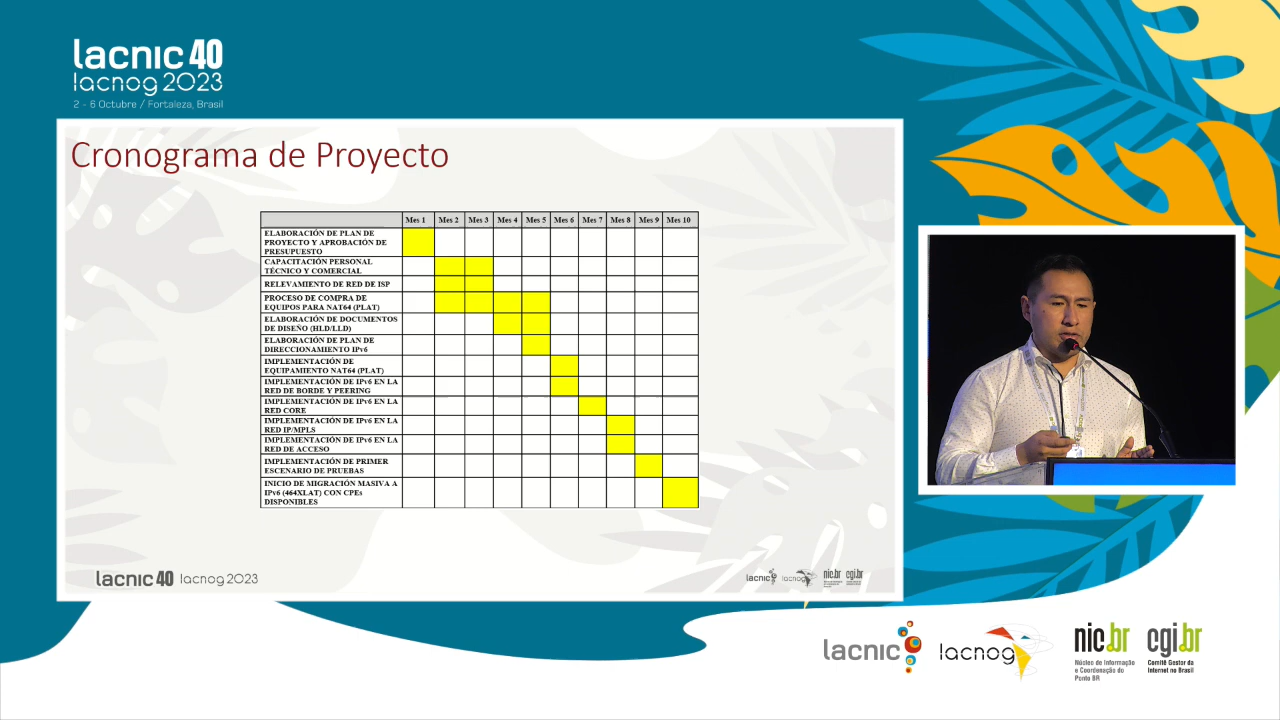 lacnic 40
lacnog 2023
2 - 6 Octubre / Fortaleza, Brasil
Cronograma de Proyecto
Mes 1 Mes 2 Mes 3 Mes 4 Mes 5 Mes 6 Mes 7 Mes 8 Mes 9 Mes 10
ELABORACIÓN DE PLAN DE
PROYECTO Y APROBACIÓN DE
PRESUPUESTO
CAPACITACIÓN PERSONAL
TÉCNICO Y COMERCIAL
RELEVAMIENTO DE RED DE ISP
PROCESO DE COMPRA DE
EQUIPOS PARA NAT64 (PLAT)
ELABORACIÓN DE DOCUMENTOS
DE DISEÑO (HLD/LLD)
ELABORACIÓN DE PLAN DE
DIRECCIONAMIENTO IPv6
IMPLEMENTACIÓN DE
EQUIPAMIENTO NAT64 (PLAT)
IMPLEMENTACIÓN DE IPv6 EN LA
RED DE BORDE Y PEERING
IMPLEMENTACIÓN DE IPv6 EN LA
RED CORE
IMPLEMENTACIÓN DE IPv6 EN LA
RED IP/MPLS
IMPLEMENTACIÓN DE IPv6 EN LA
RED DE ACCESO
IMPLEMENTACIÓN DE PRIMER
ESCENARIO DE PRUEBAS
INICIO DE MIGRACIÓN MASIVA A
IPv6 (464XLAT) CON CPEs
DISPONIBLES
lacnic 40 lacnog 2023
lacnic lacnog nic.br cgi.br
lacnic lacnog nic.br cgi.br
Núcleo de Informação
e Coordenação do
Ponto BR
Comitê Gestor da
Internet no Brasil